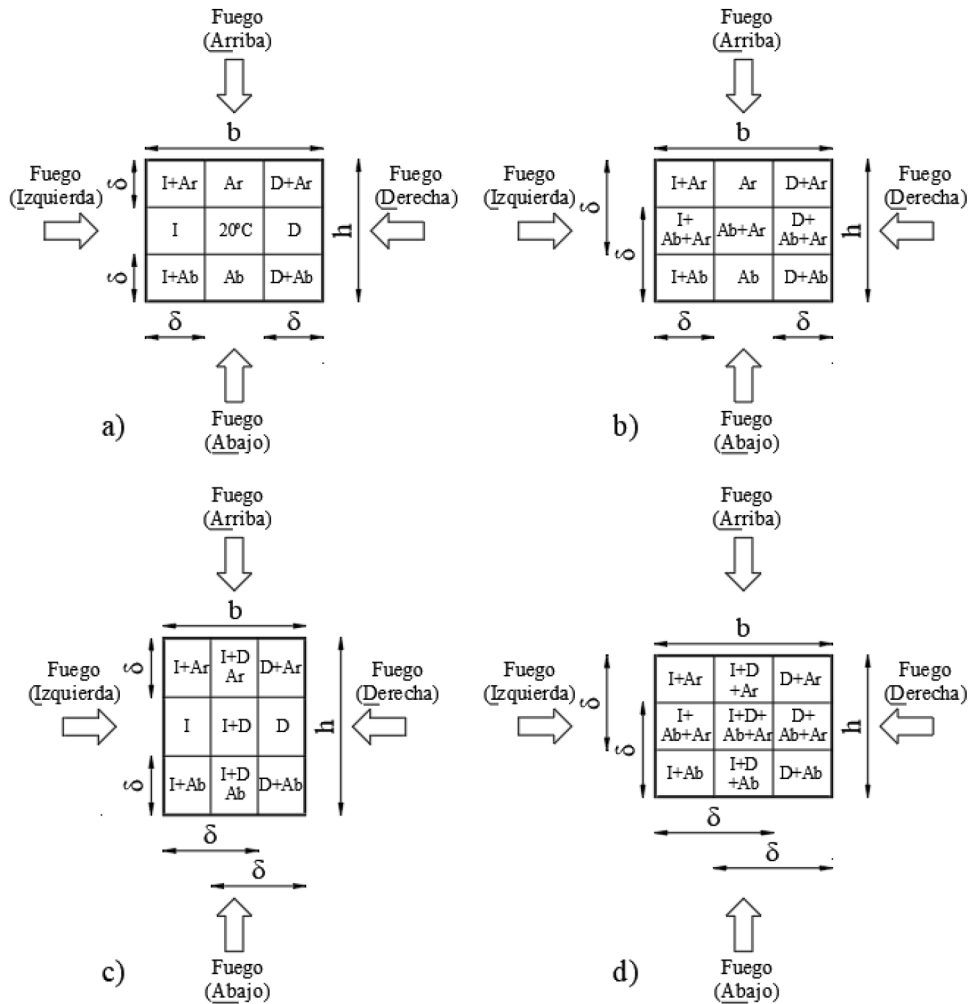 Fuego
(Arriba)
b
Fuego
(Izquierda)
δ
I+Ar Ar D+Ar
Fuego
(Derecha)
I 20ºC D
h
δ
I+Ab Ab D+Ab
δ δ
a)
Fuego
(Abajo)
Fuego
(Arriba)
b
Fuego
(Izquierda)
δ
I+Ar Ar D+Ar
Fuego
(Derecha)
I+
Ab+Ar
Ab+Ar
D+
Ab+Ar
h
δ
I+Ab Ab D+Ab
δ δ
b)
Fuego
(Abajo)
Fuego
(Arriba)
b
δ
I+Ar
I+D
Ar
D+Ar
Fuego
(Izquierda)
Fuego
(Derecha)
I I+D D
h
δ
I+Ab
I+D
Ab
D+Ab
δ
δ
c)
Fuego
(Abajo)
Fuego
(Arriba)
b
Fuego
(Izquierda)
δ
I+Ar
I+D
+Ar
D+Ar
Fuego
(Derecha)
I+
Ab+Ar
I+D+
Ab+Ar
D+
Ab+Ar
h
δ
I+Ab
I+D
+Ab
D+Ab
δ
δ
d)
Fuego
(Abajo)